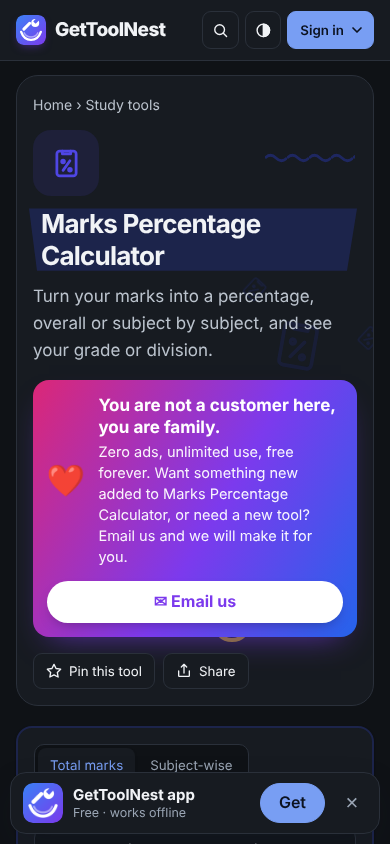 GetToolNest
Sign in
Home › Study tools
Marks Percentage
Calculator
Turn your marks into a percentage,
overall or subject by subject, and see
your grade or division.
You are not a customer here,
you are family.
Zero ads, unlimited use, free
forever. Want something new
added to Marks Percentage
Calculator, or need a new tool?
Email us and we will make it for
you.
✉ Email us
Pin this tool
Share
Total marks
Subject-wise
GetToolNest app
Free · works offline
Get